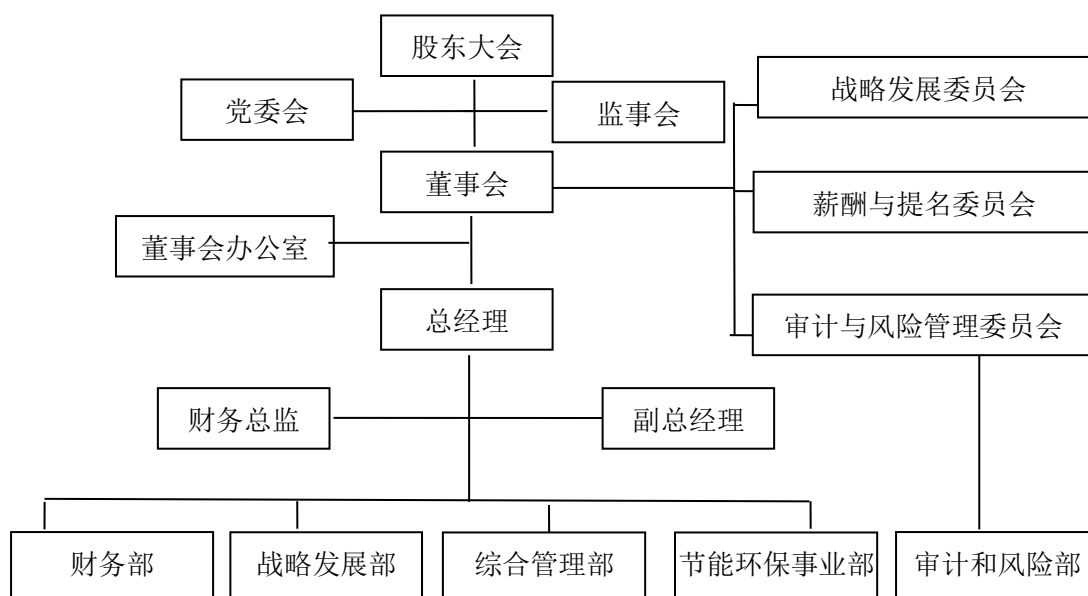 股东大会
党委会
监事会
战略发展委员会
董事会
薪酬与提名委员会
董事会办公室
总经理
审计与风险管理委员会
财务总监
副总经理
财务部
战略发展部
综合管理部
节能环保事业部
审计和风险部